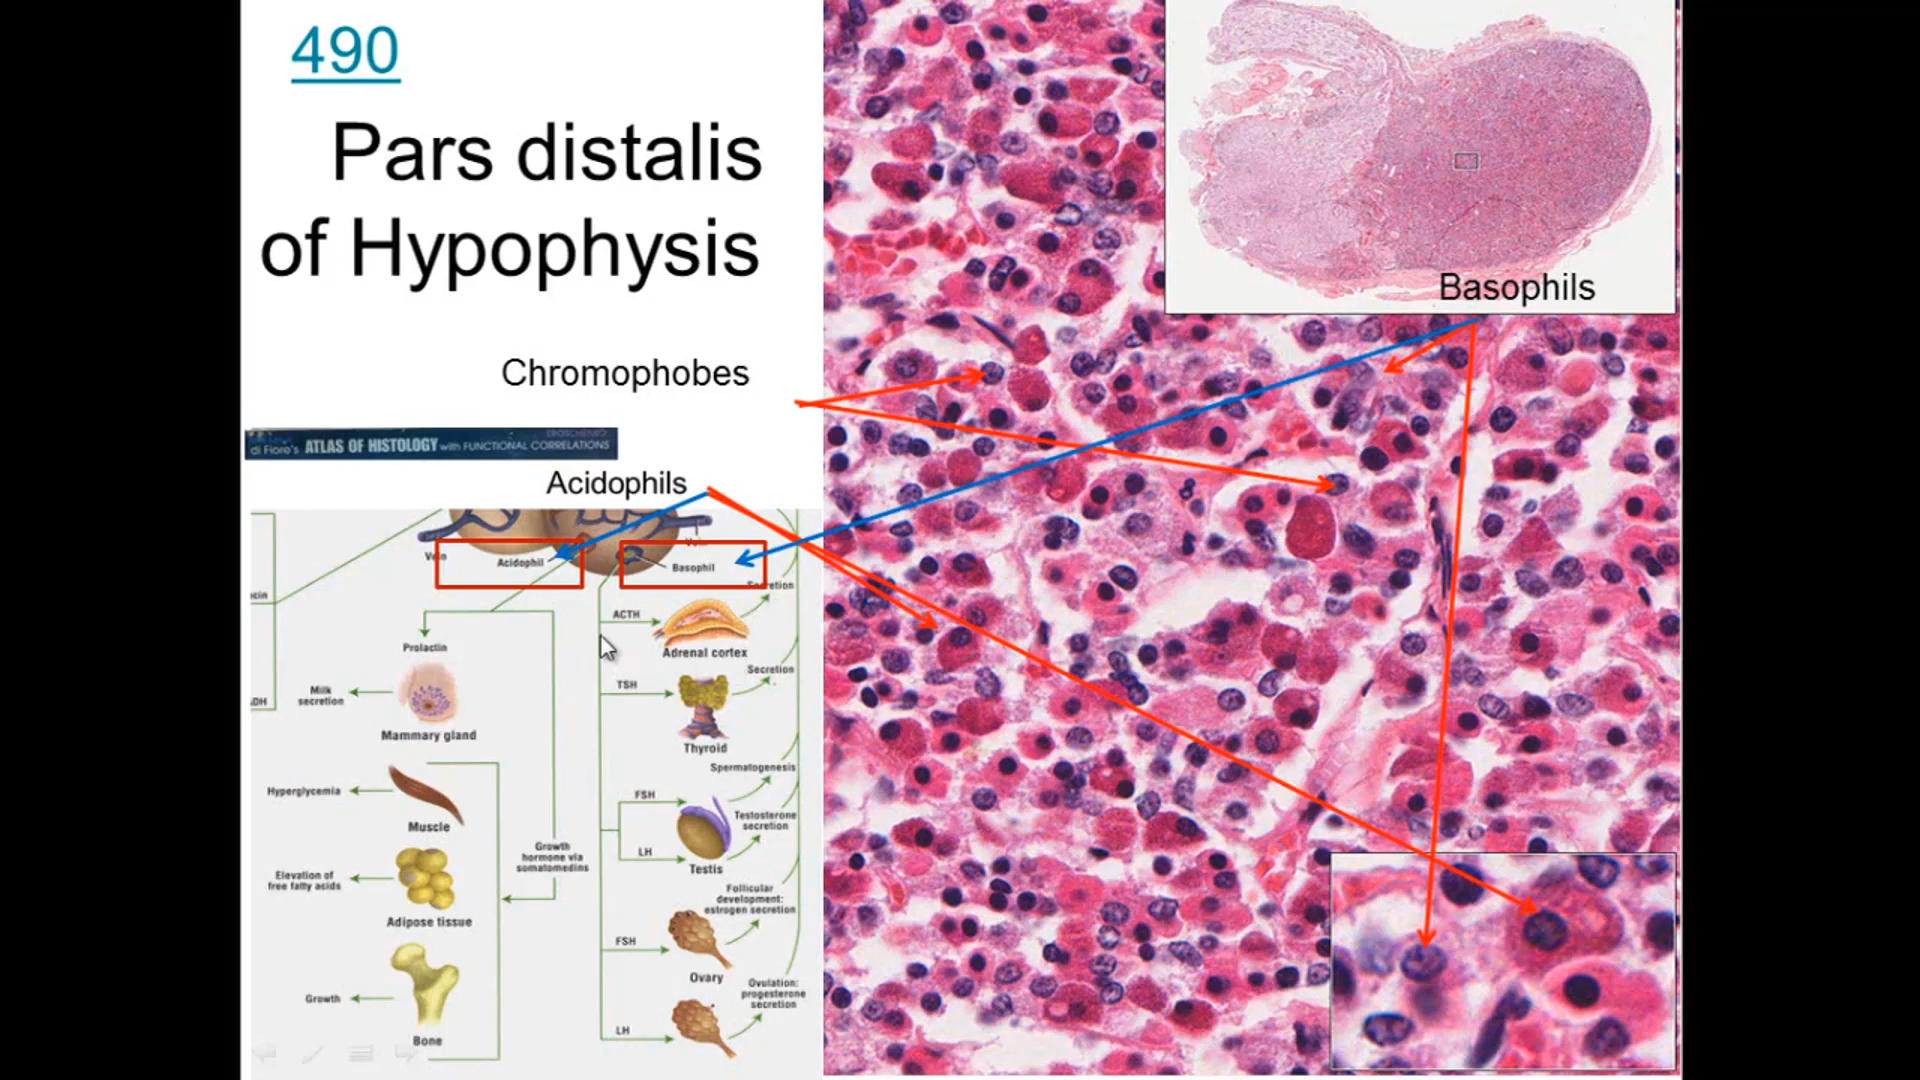 490
Pars distalis
of Hypophysis
Chromophobes
EROSCHENKO
di Fiore's ATLAS OF HISTOLOGY with FUNCTIONAL CORRELATIONS
Acidophils
Basophils
Vein
Vein
Acidophil
Basophil
Secretion
ACTH
Adrenal cortex
Prolactin
Milk
secretion
Mammary gland
TSH
Secretion
Thyroid
Spermatogenesis
Hyperglycemia
Muscle
FSH
Testosterone
secretion
LH
Testis
Growth
hormone via
somatomedins
Elevation of
free fatty acids
Adipose tissue
Follicular
development:
estrogen secretion
FSH
Ovary
Growth
Bone
Ovulation:
progesterone
secretion
LH